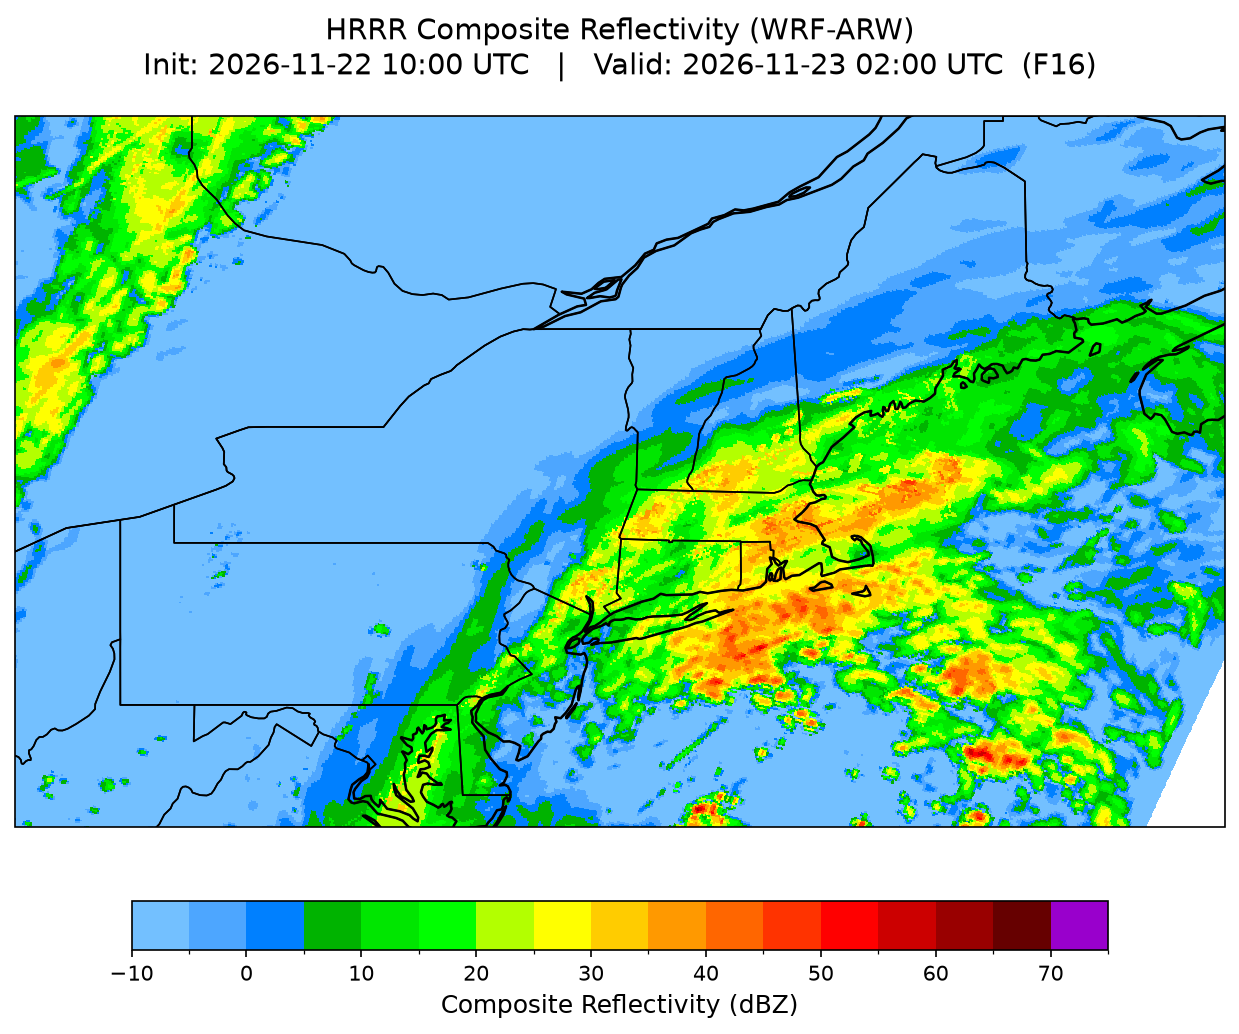 HRRR Composite Reflectivity (WRF-ARW)
Init: 2026-11-22 10:00 UTC | Valid: 2026-11-23 02:00 UTC (F16)
−10 0 10 20 30 40 50 60 70
Composite Reflectivity (dBZ)